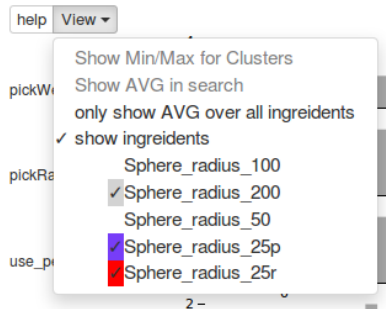 help View
Show Min/Max for Clusters
Show AVG in search
pickWe
only show AVG over all ingreidents
✓ show ingreidents
Sphere_radius_100
pickRa
✓ Sphere_radius_200
Sphere_radius_50
✓ Sphere_radius_25p
use_pe
✓ Sphere_radius_25r
2